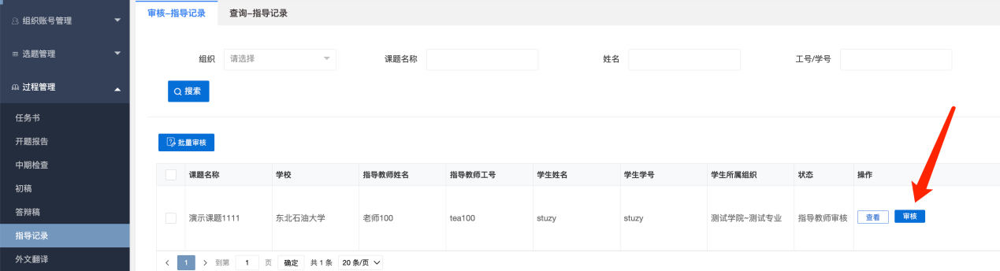 组织账号管理
选题管理
过程管理
任务书
开题报告
中期检查
初稿
答辩稿
指导记录
外文翻译
审核–指导记录 查询–指导记录
组织 请选择 课题名称 姓名 工号/学号
搜索
批量审核
课题名称 学校 指导教师姓名 指导教师工号 学生姓名 学生学号 学生所属组织 状态 操作
演示课题1111 东北石油大学 老师100 tea100 stuzy stuzy 测试学院~测试专业 指导教师审核 查看 审核
< 1 > 到第 1 页 确定 共 1 条 20 条/页